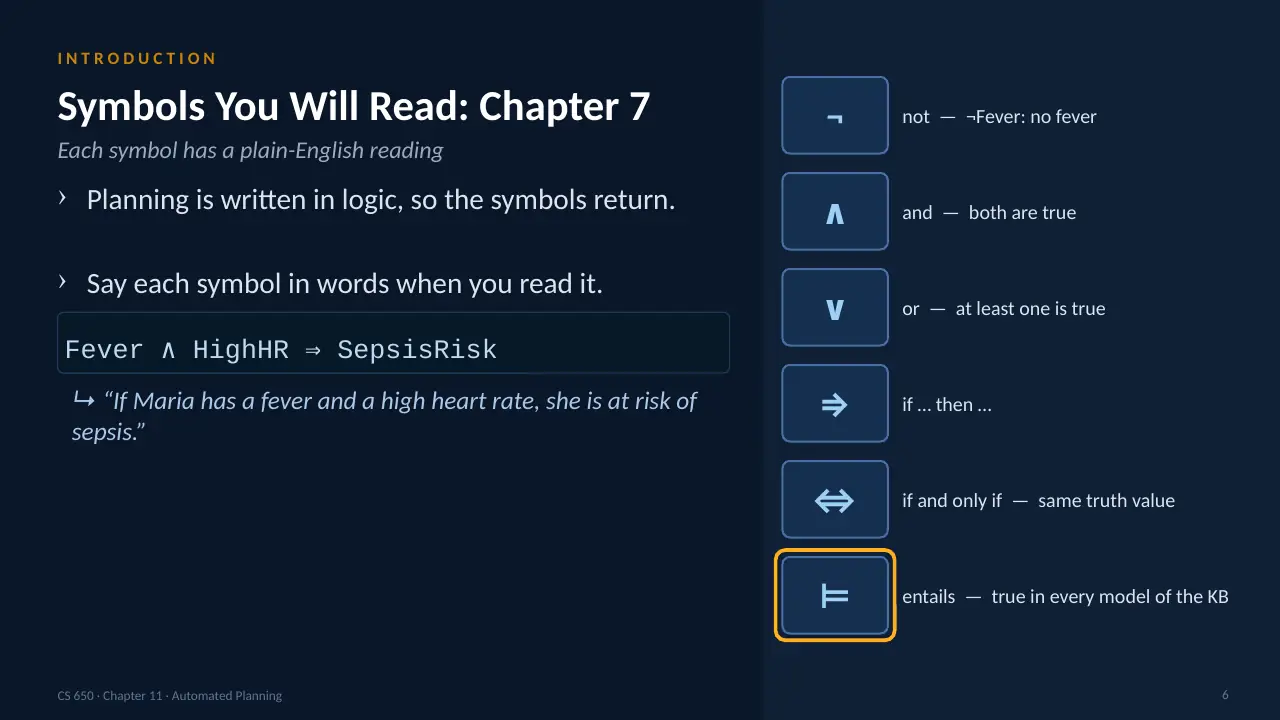 INTRODUCTION
Symbols You Will Read: Chapter 7
Each symbol has a plain-English reading
› Planning is written in logic, so the symbols return.
› Say each symbol in words when you read it.
Fever ∧ HighHR ⇒ SepsisRisk
↪ “If Maria has a fever and a high heart rate, she is at risk of
sepsis.”
¬ not — ¬Fever: no fever
∧ and — both are true
∨ or — at least one is true
⇒ if … then …
⇔ if and only if — same truth value
⊨ entails — true in every model of the KB
CS 650 · Chapter 11 · Automated Planning
6